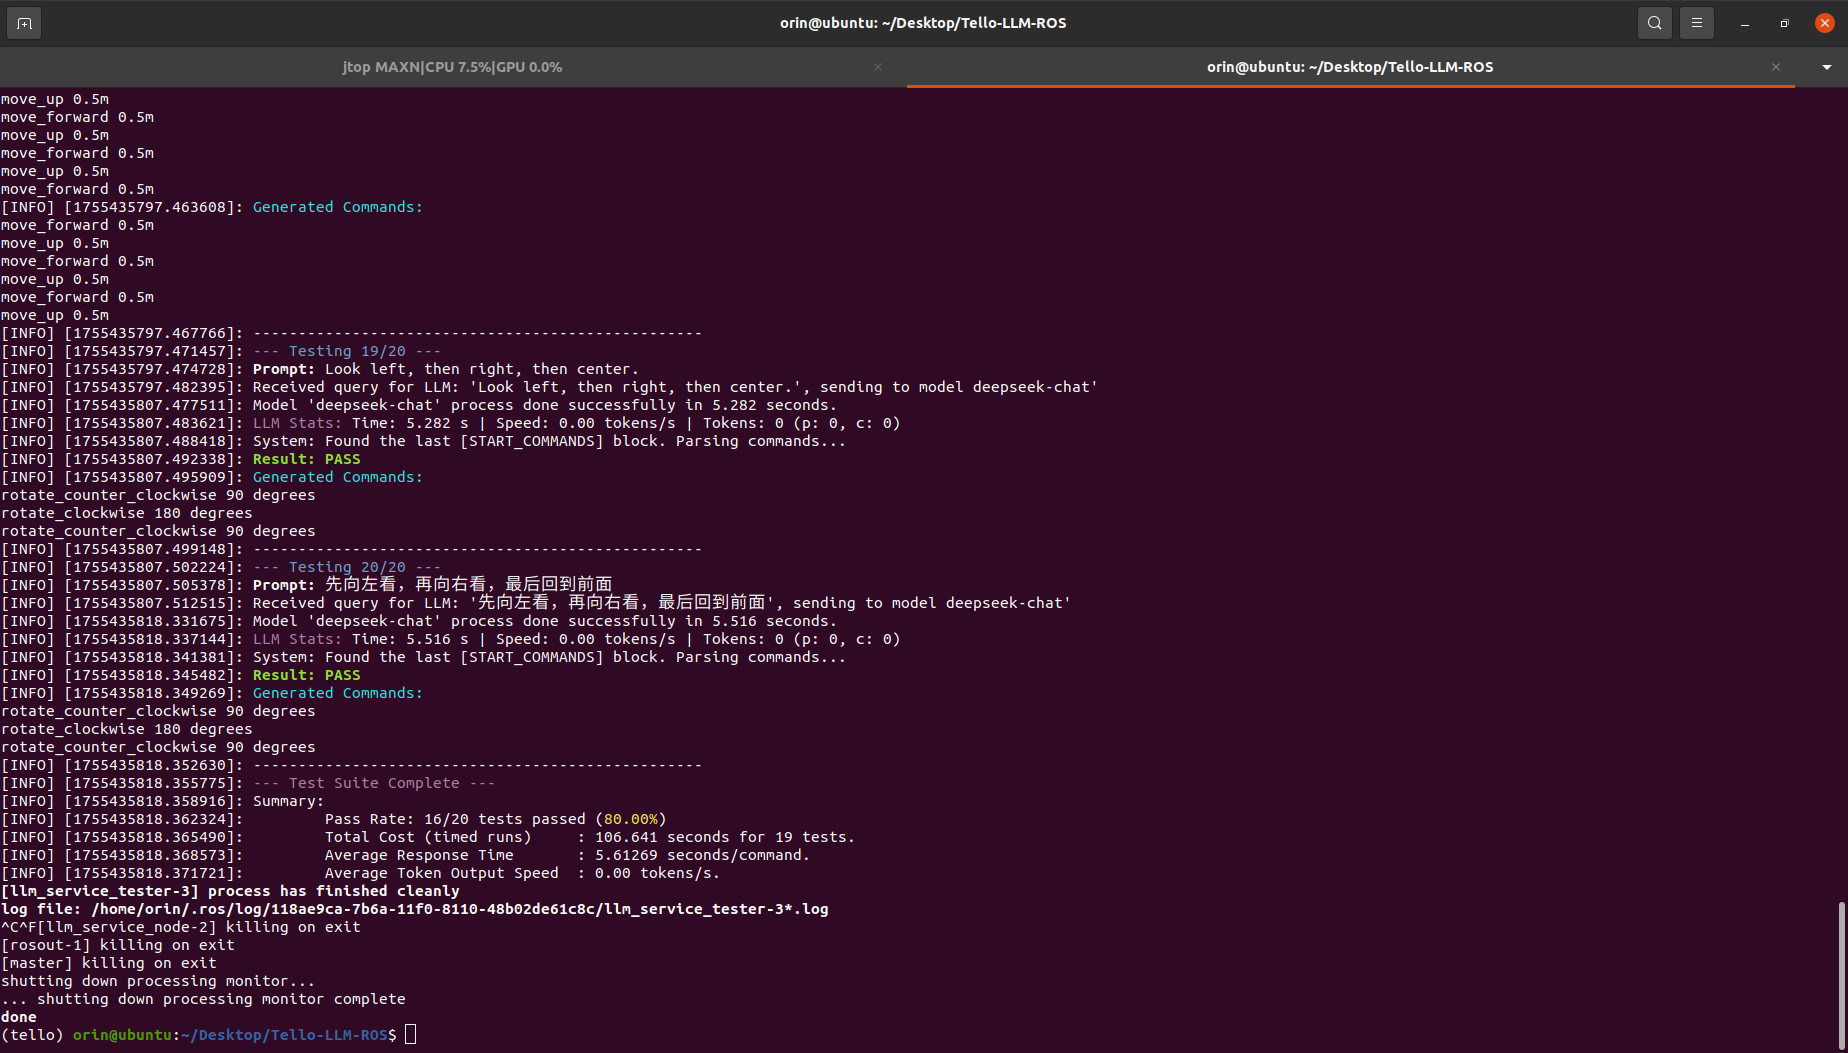 orin@ubuntu: ~/Desktop/Tello-LLM-ROS
jtop MAXN|CPU 7.5%|GPU 0.0%
orin@ubuntu: ~/Desktop/Tello-LLM-ROS
move_up 0.5m
move_forward 0.5m
move_up 0.5m
move_forward 0.5m
move_up 0.5m
move_forward 0.5m
[INFO] [1755435797.463608]: Generated Commands:
move_forward 0.5m
move_up 0.5m
move_forward 0.5m
move_up 0.5m
move_forward 0.5m
move_up 0.5m
[INFO] [1755435797.467766]: --------------------------------------------------
[INFO] [1755435797.471457]: --- Testing 19/20 ---
[INFO] [1755435797.474728]: Prompt: Look left, then right, then center.
[INFO] [1755435797.482395]: Received query for LLM: 'Look left, then right, then center.', sending to model deepseek-chat'
[INFO] [1755435807.477511]: Model 'deepseek-chat' process done successfully in 5.282 seconds.
[INFO] [1755435807.483621]: LLM Stats: Time: 5.282 s | Speed: 0.00 tokens/s | Tokens: 0 (p: 0, c: 0)
[INFO] [1755435807.488418]: System: Found the last [START_COMMANDS] block. Parsing commands...
[INFO] [1755435807.492338]: Result: PASS
[INFO] [1755435807.495909]: Generated Commands:
rotate_counter_clockwise 90 degrees
rotate_clockwise 180 degrees
rotate_counter_clockwise 90 degrees
[INFO] [1755435807.499148]: --------------------------------------------------
[INFO] [1755435807.502224]: --- Testing 20/20 ---
[INFO] [1755435807.505378]: Prompt: 先向左看，再向右看，最后回到前面
[INFO] [1755435807.512515]: Received query for LLM: '先向左看，再向右看，最后回到前面', sending to model deepseek-chat'
[INFO] [1755435818.331675]: Model 'deepseek-chat' process done successfully in 5.516 seconds.
[INFO] [1755435818.337144]: LLM Stats: Time: 5.516 s | Speed: 0.00 tokens/s | Tokens: 0 (p: 0, c: 0)
[INFO] [1755435818.341381]: System: Found the last [START_COMMANDS] block. Parsing commands...
[INFO] [1755435818.345482]: Result: PASS
[INFO] [1755435818.349269]: Generated Commands:
rotate_counter_clockwise 90 degrees
rotate_clockwise 180 degrees
rotate_counter_clockwise 90 degrees
[INFO] [1755435818.352630]: --------------------------------------------------
[INFO] [1755435818.355775]: --- Test Suite Complete ---
[INFO] [1755435818.358916]: Summary:
[INFO] [1755435818.362324]:         Pass Rate: 16/20 tests passed (80.00%)
[INFO] [1755435818.365490]:         Total Cost (timed runs)     : 106.641 seconds for 19 tests.
[INFO] [1755435818.368573]:         Average Response Time       : 5.61269 seconds/command.
[INFO] [1755435818.371721]:         Average Token Output Speed  : 0.00 tokens/s.
[llm_service_tester-3] process has finished cleanly
log file: /home/orin/.ros/log/118ae9ca-7b6a-11f0-8110-48b02de61c8c/llm_service_tester-3*.log
^C^F[llm_service_node-2] killing on exit
[rosout-1] killing on exit
[master] killing on exit
shutting down processing monitor...
... shutting down processing monitor complete
done
(tello) orin@ubuntu:~/Desktop/Tello-LLM-ROS$